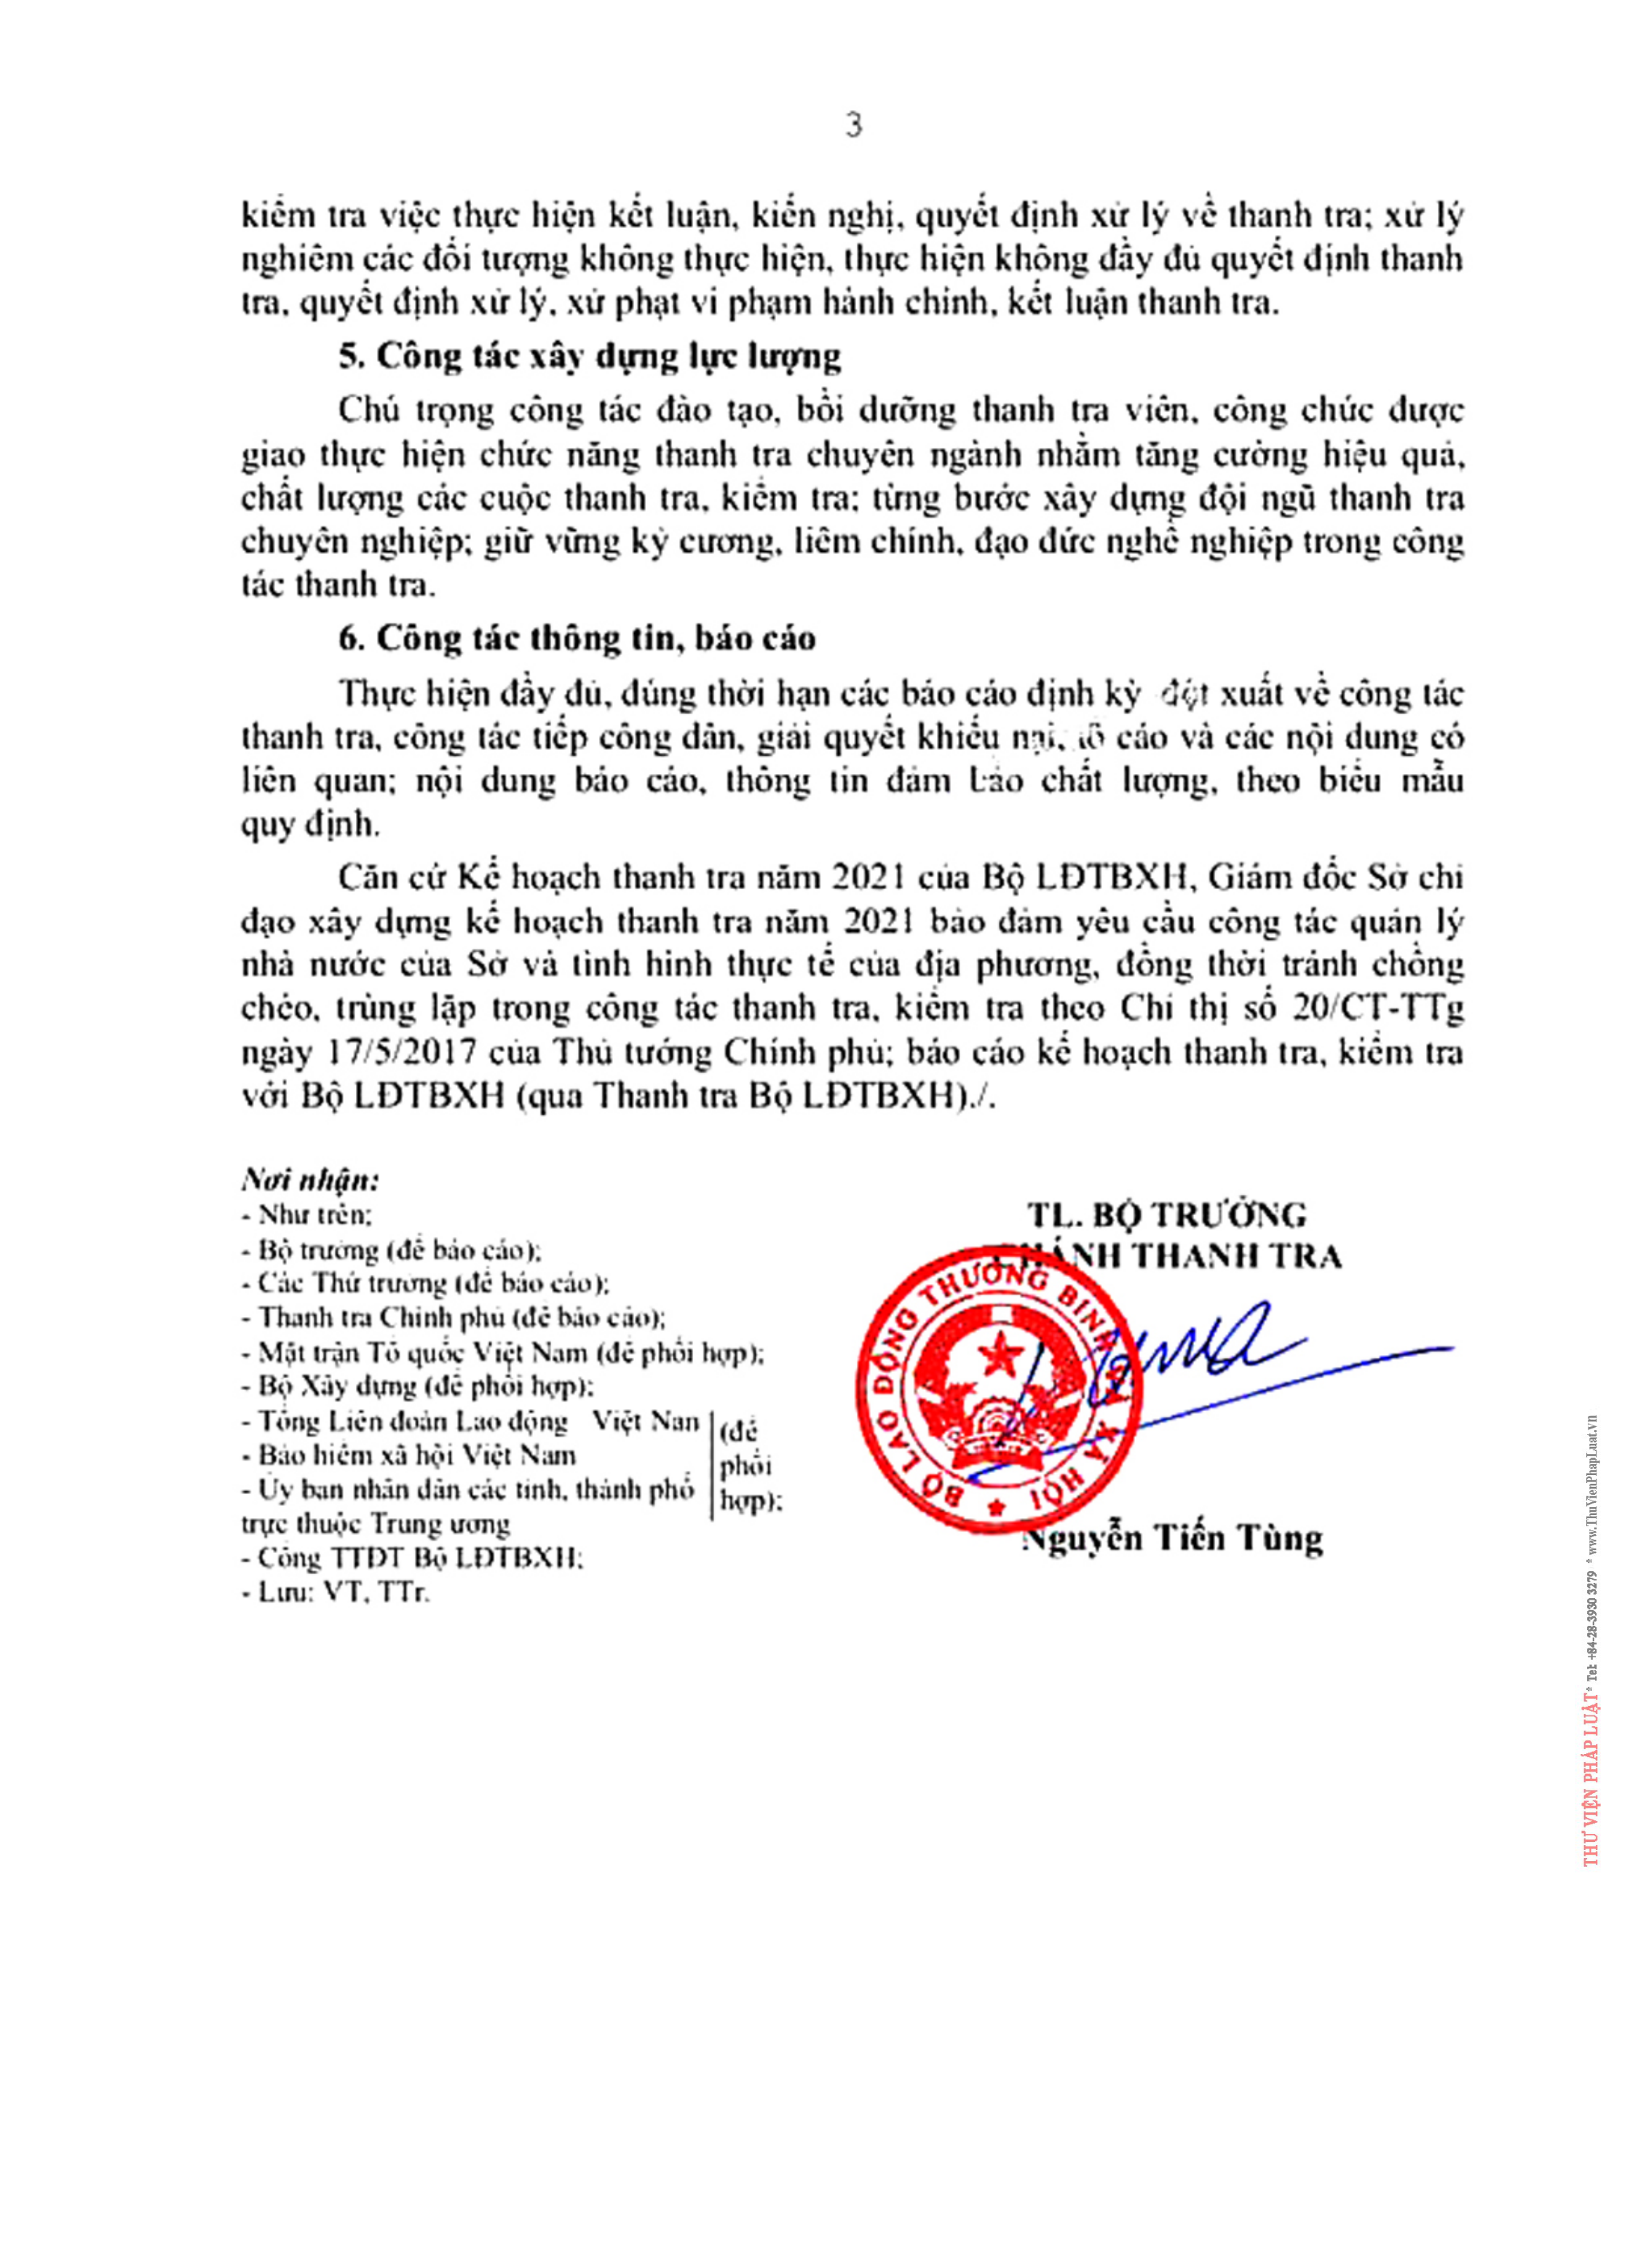 3
kiểm tra việc thực hiện kết luận, kiến nghị, quyết định xử lý về thanh tra; xử lý
nghiêm các đối tượng không thực hiện, thực hiện không đầy đủ quyết định thanh
tra, quyết định xử lý, xử phạt vi phạm hành chính, kết luận thanh tra.
5. Công tác xây dựng lực lượng
Chú trọng công tác đào tạo, bồi dưỡng thanh tra viên, công chức được
giao thực hiện chức năng thanh tra chuyên ngành nhằm tăng cường hiệu quả,
chất lượng các cuộc thanh tra, kiểm tra; từng bước xây dựng đội ngũ thanh tra
chuyên nghiệp; giữ vững kỷ cương, liêm chính, đạo đức nghề nghiệp trong công
tác thanh tra.
6. Công tác thông tin, báo cáo
Thực hiện đầy đủ, đúng thời hạn các báo cáo định kỳ đột xuất về công tác
thanh tra, công tác tiếp công dân, giải quyết khiếu nại, tố cáo và các nội dung có
liên quan; nội dung báo cáo, thông tin đảm bảo chất lượng, theo biểu mẫu
quy định.
Căn cứ Kế hoạch thanh tra năm 2021 của Bộ LĐTBXH, Giám đốc Sở chỉ
đạo xây dựng kế hoạch thanh tra năm 2021 bảo đảm yêu cầu công tác quản lý
nhà nước của Sở và tình hình thực tế của địa phương, đồng thời tránh chồng
chéo, trùng lặp trong công tác thanh tra, kiểm tra theo Chỉ thị số 20/CT-TTg
ngày 17/5/2017 của Thủ tướng Chính phủ; báo cáo kế hoạch thanh tra, kiểm tra
với Bộ LĐTBXH (qua Thanh tra Bộ LĐTBXH)./.
Nơi nhận:
- Như trên;
- Bộ trưởng (để báo cáo);
- Các Thứ trưởng (để báo cáo);
- Thanh tra Chính phủ (để báo cáo);
- Mặt trận Tổ quốc Việt Nam (để phối hợp);
- Bộ Xây dựng (để phối hợp);
- Tổng Liên đoàn Lao động Việt Nan
- Bảo hiểm xã hội Việt Nam
- Ủy ban nhân dân các tỉnh, thành phố
trực thuộc Trung ương
(để
phối
hợp);
- Cổng TTĐT Bộ LĐTBXH;
- Lưu: VT, TTr.
TL. BỘ TRƯỞNG
CHÁNH THANH TRA
BỘ LAO ĐỘNG THƯƠNG BINH VÀ XÃ HỘI
Nguyễn Tiến Tùng
THƯ VIỆN PHÁP LUẬT * Tel: +84-28-3930 3279 * www.ThuVienPhapLuat.vn